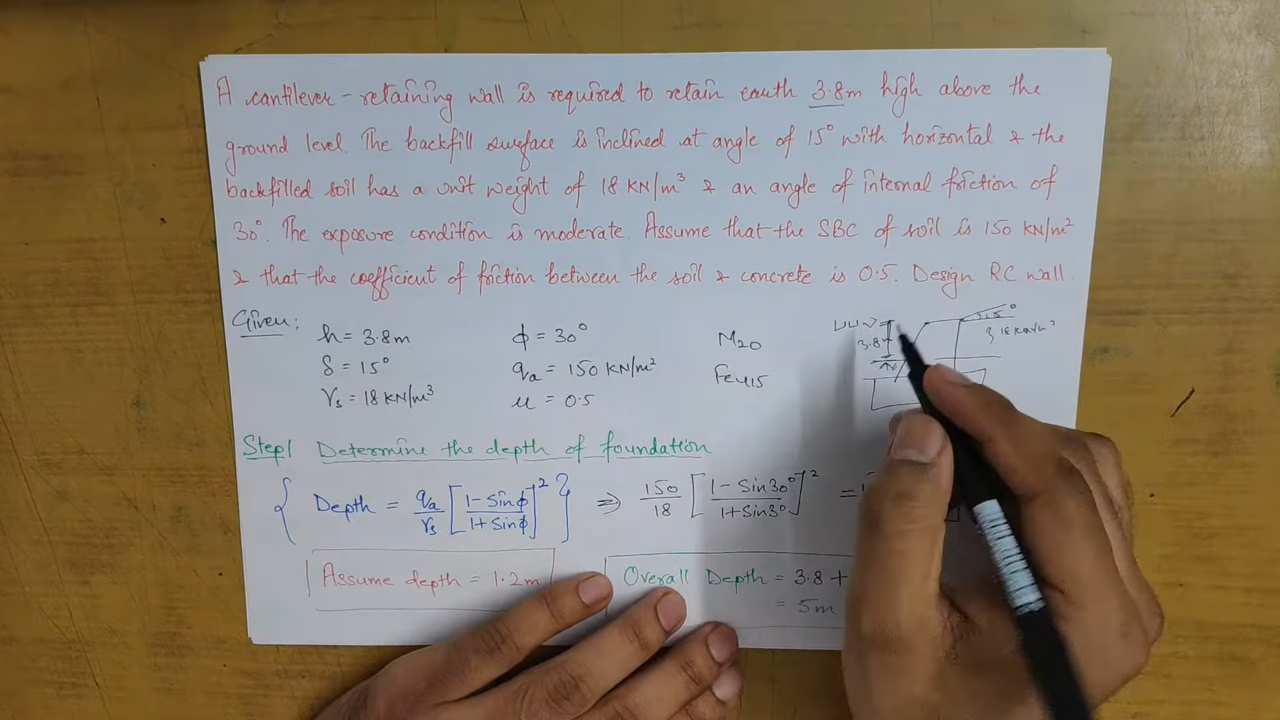 A cantilever - retaining wall is required to retain earth 3.8m high above the
ground level. The backfill surface is inclined at angle of 15° with horizontal & the
backfilled soil has a unit weight of 18 KN/m³ & an angle of internal friction of
30°. The exposure condition is moderate. Assume that the SBC of soil is 150 KN/m²
& that the coefficient of friction between the soil & concrete is 0.5. Design RC wall.
Given:
h = 3.8m ϕ = 30° M20
δ = 15° qa = 150 KN/m² Fe415
γs = 18 KN/m³ μ = 0.5
3.8 15° 18 KN/m³
Step1 Determine the depth of foundation
{ Depth = qa/γs [1 - Sinϕ / 1 + Sinϕ]² } ⇒ 150/18 [1 - Sin30° / 1 + Sin30]² =
Assume depth = 1.2m
Overall Depth = 3.8 +
= 5m